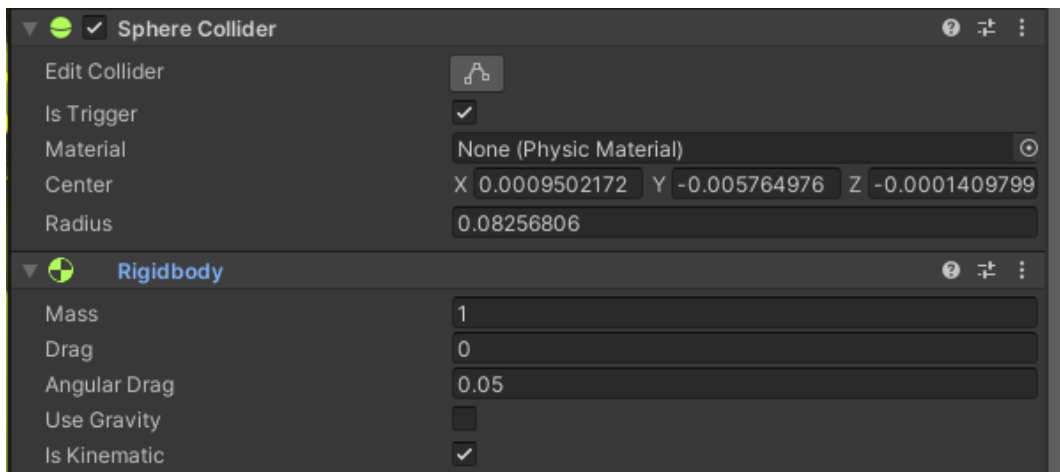 Sphere Collider
Edit Collider
Is Trigger
Material None (Physic Material)
Center X 0.0009502172 Y -0.005764976 Z -0.0001409799
Radius 0.08256806
Rigidbody
Mass 1
Drag 0
Angular Drag 0.05
Use Gravity
Is Kinematic